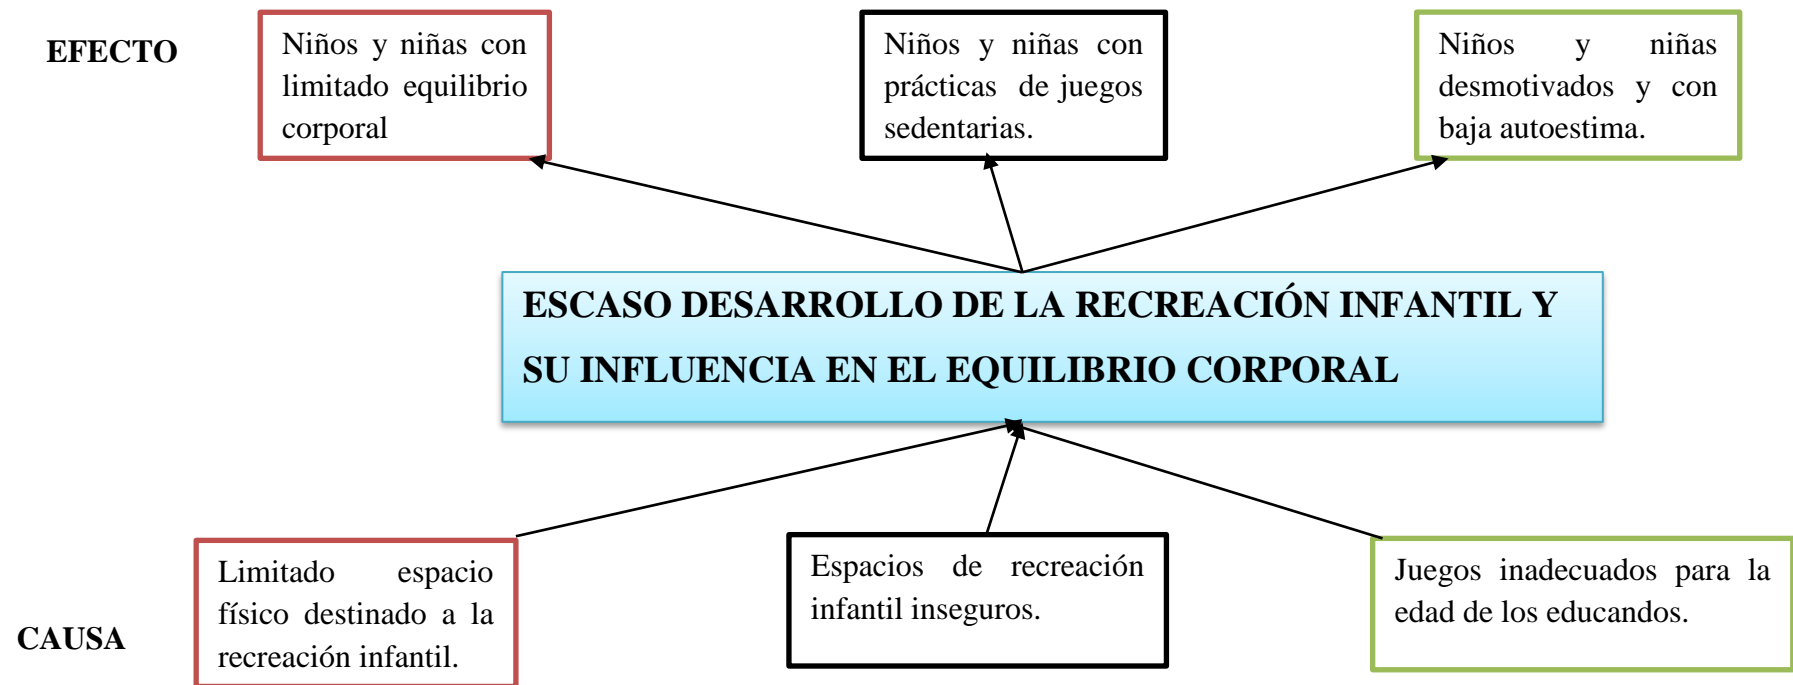 EFECTO
Niños y niñas con
limitado equilibrio
corporal
Niños y niñas con
prácticas de juegos
sedentarias.
Niños y niñas
desmotivados y con
baja autoestima.
ESCASO DESARROLLO DE LA RECREACIÓN INFANTIL Y
SU INFLUENCIA EN EL EQUILIBRIO CORPORAL
CAUSA
Limitado espacio
físico destinado a la
recreación infantil.
Espacios de recreación
infantil inseguros.
Juegos inadecuados para la
edad de los educandos.